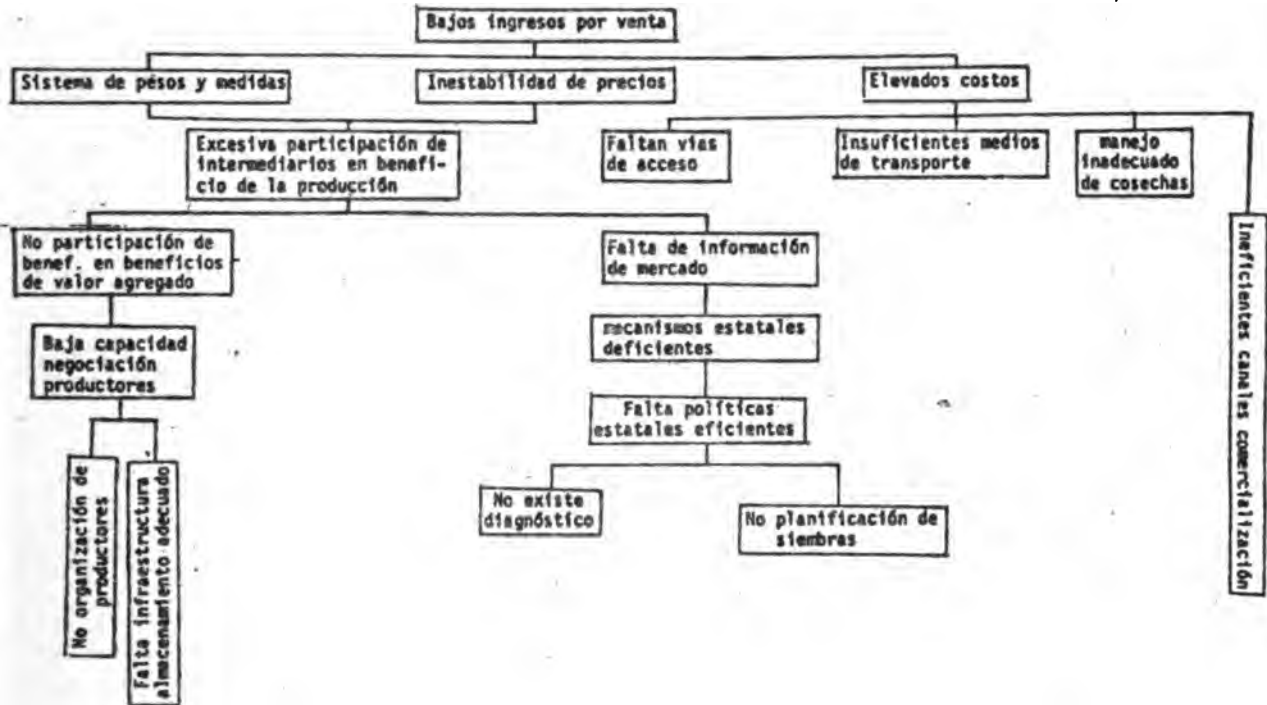 Bajos ingresos por venta
Sistema de pésos y medidas
Inestabilidad de precios
Elevados costos
Excesiva participación de
intermediarios en benefi-
cio de la producción
Faltan vias
de acceso
Insuficientes medios
de transporte
manejo
inadecuado
de cosechas
Ineficientes canales comercialización
No participación de
benef. en beneficios
de valor agregado
Falta de información
de mercado
Baja capacidad
negociación
productores
mecanismos estatales
deficientes
Falta políticas
estatales eficientes
No organización de
productores
Falta infraestructura
almacenamiento adecuado
No existe
diagnóstico
No planificación de
siembras